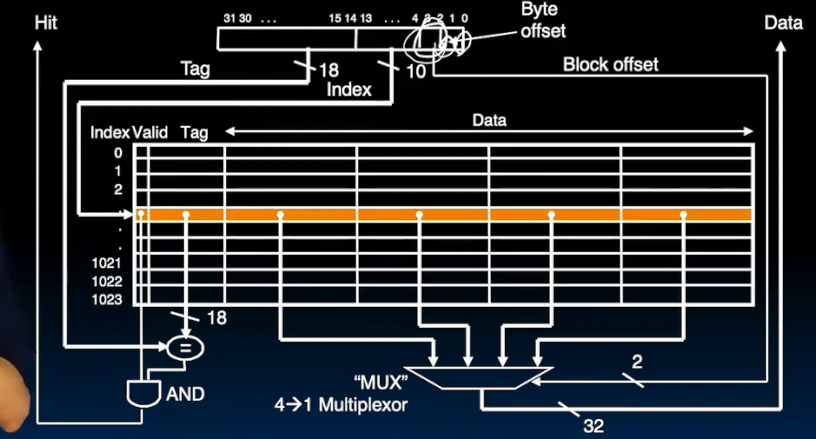 Hit
31 30 ... 15 14 13 ... 4 3 2 1 0
Byte
offset
Data
Tag
18
10
Index
Block offset
Index Valid Tag
Data
0
1
2
.
.
.
1021
1022
1023
18
=
AND
"MUX"
4→1 Multiplexor
2
32